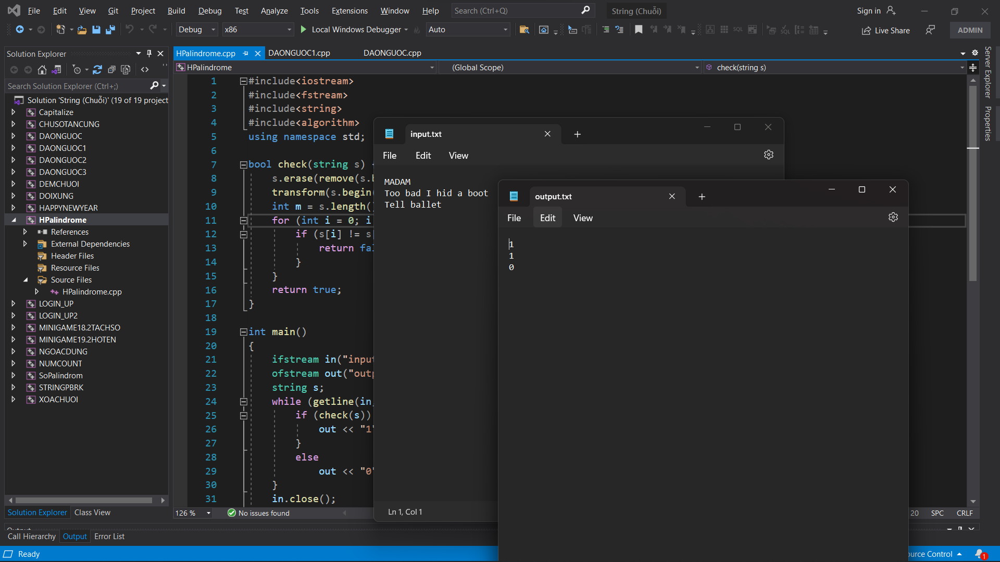 File Edit View Git Project Build Debug Test Analyze Tools Extensions Window Help Search (Ctrl+Q) String (Chuỗi) Sign in
Debug x86 Local Windows Debugger Auto Live Share ADMIN
Solution Explorer
Search Solution Explorer (Ctrl+;)
Solution 'String (Chuỗi)' (19 of 19 project
Capitalize
CHUSOTANCUNG
DAONGUOC
DAONGUOC1
DAONGUOC2
DAONGUOC3
DEMCHUOI
DOIXUNG
HAPPYNEWYEAR
HPalindrome
References
External Dependencies
Header Files
Resource Files
Source Files
HPalindrome.cpp
LOGIN_UP
LOGIN_UP2
MINIGAME18.2TACHSO
MINIGAME19.2HOTEN
NGOACDUNG
NUMCOUNT
SoPalindrom
STRINGPBRK
XOACHUOI
Solution Explorer Class View
HPalindrome.cpp DAONGUOC1.cpp DAONGUOC.cpp
HPalindrome (Global Scope) check(string s)
1 #include<iostream>
2 #include<fstream>
3 #include<string>
4 #include<algorithm>
5 using namespace std;
6
7 bool check(string s)
8 s.erase(remove(s.b
9 transform(s.begin(
10 int m = s.length()
11 for (int i = 0; i
12 if (s[i] != s[
13 return fal
14 }
15 }
16 return true;
17 }
18
19 int main()
20 {
21 ifstream in("input
22 ofstream out("outp
23 string s;
24 while (getline(in,
25 if (check(s))
26 out << "1"
27 }
28 else
29 out << "0"
30 }
31 in.close();
126 % No issues found
input.txt
File Edit View
MADAM
Too bad I hid a boot
Tell ballet
Ln 1, Col 1
output.txt
File Edit View
1
1
0
20 SPC CRLF
Server Explorer
Properties
Output
Call Hierarchy Output Error List
Ready
ource Control 1